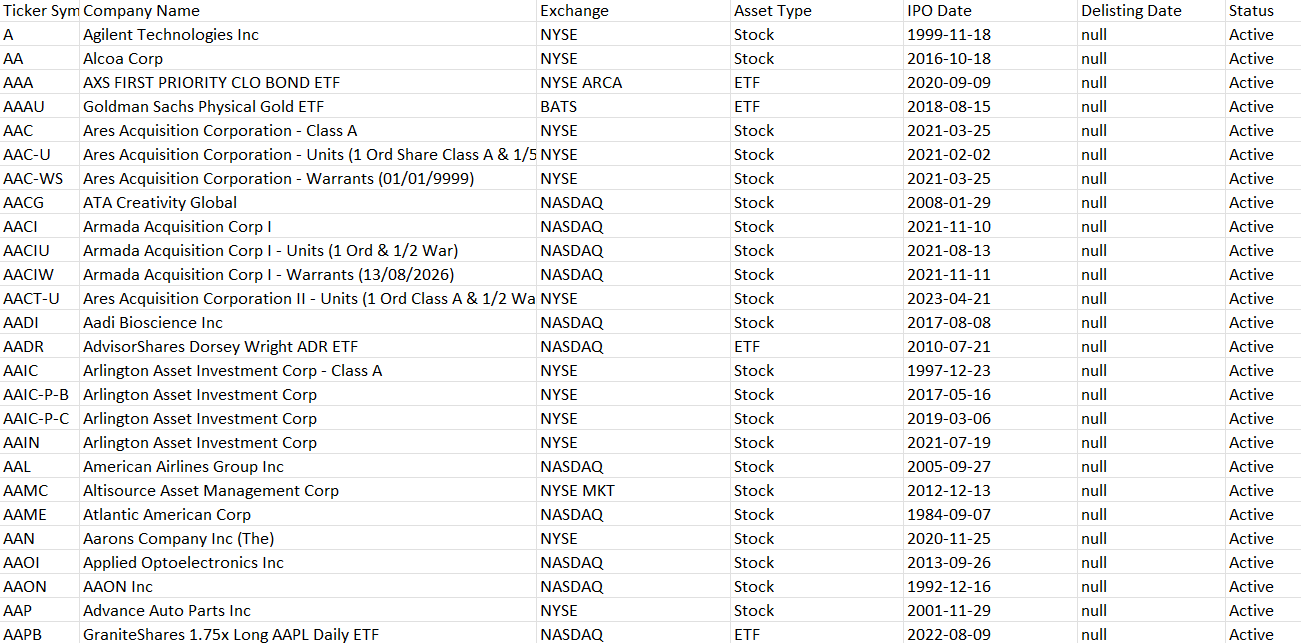 Ticker Sym Company Name Exchange Asset Type IPO Date Delisting Date Status
A Agilent Technologies Inc NYSE Stock 1999-11-18 null Active
AA Alcoa Corp NYSE Stock 2016-10-18 null Active
AAA AXS FIRST PRIORITY CLO BOND ETF NYSE ARCA ETF 2020-09-09 null Active
AAAU Goldman Sachs Physical Gold ETF BATS ETF 2018-08-15 null Active
AAC Ares Acquisition Corporation - Class A NYSE Stock 2021-03-25 null Active
AAC-U Ares Acquisition Corporation - Units (1 Ord Share Class A & 1/5 NYSE Stock 2021-02-02 null Active
AAC-WS Ares Acquisition Corporation - Warrants (01/01/9999) NYSE Stock 2021-03-25 null Active
AACG ATA Creativity Global NASDAQ Stock 2008-01-29 null Active
AACI Armada Acquisition Corp I NASDAQ Stock 2021-11-10 null Active
AACIU Armada Acquisition Corp I - Units (1 Ord & 1/2 War) NASDAQ Stock 2021-08-13 null Active
AACIW Armada Acquisition Corp I - Warrants (13/08/2026) NASDAQ Stock 2021-11-11 null Active
AACT-U Ares Acquisition Corporation II - Units (1 Ord Class A & 1/2 Wa NYSE Stock 2023-04-21 null Active
AADI Aadi Bioscience Inc NASDAQ Stock 2017-08-08 null Active
AADR AdvisorShares Dorsey Wright ADR ETF NASDAQ ETF 2010-07-21 null Active
AAIC Arlington Asset Investment Corp - Class A NYSE Stock 1997-12-23 null Active
AAIC-P-B Arlington Asset Investment Corp NYSE Stock 2017-05-16 null Active
AAIC-P-C Arlington Asset Investment Corp NYSE Stock 2019-03-06 null Active
AAIN Arlington Asset Investment Corp NYSE Stock 2021-07-19 null Active
AAL American Airlines Group Inc NASDAQ Stock 2005-09-27 null Active
AAMC Altisource Asset Management Corp NYSE MKT Stock 2012-12-13 null Active
AAME Atlantic American Corp NASDAQ Stock 1984-09-07 null Active
AAN Aarons Company Inc (The) NYSE Stock 2020-11-25 null Active
AAOI Applied Optoelectronics Inc NASDAQ Stock 2013-09-26 null Active
AAON AAON Inc NASDAQ Stock 1992-12-16 null Active
AAP Advance Auto Parts Inc NYSE Stock 2001-11-29 null Active
AAPB GraniteShares 1.75x Long AAPL Daily ETF NASDAQ ETF 2022-08-09 null Active